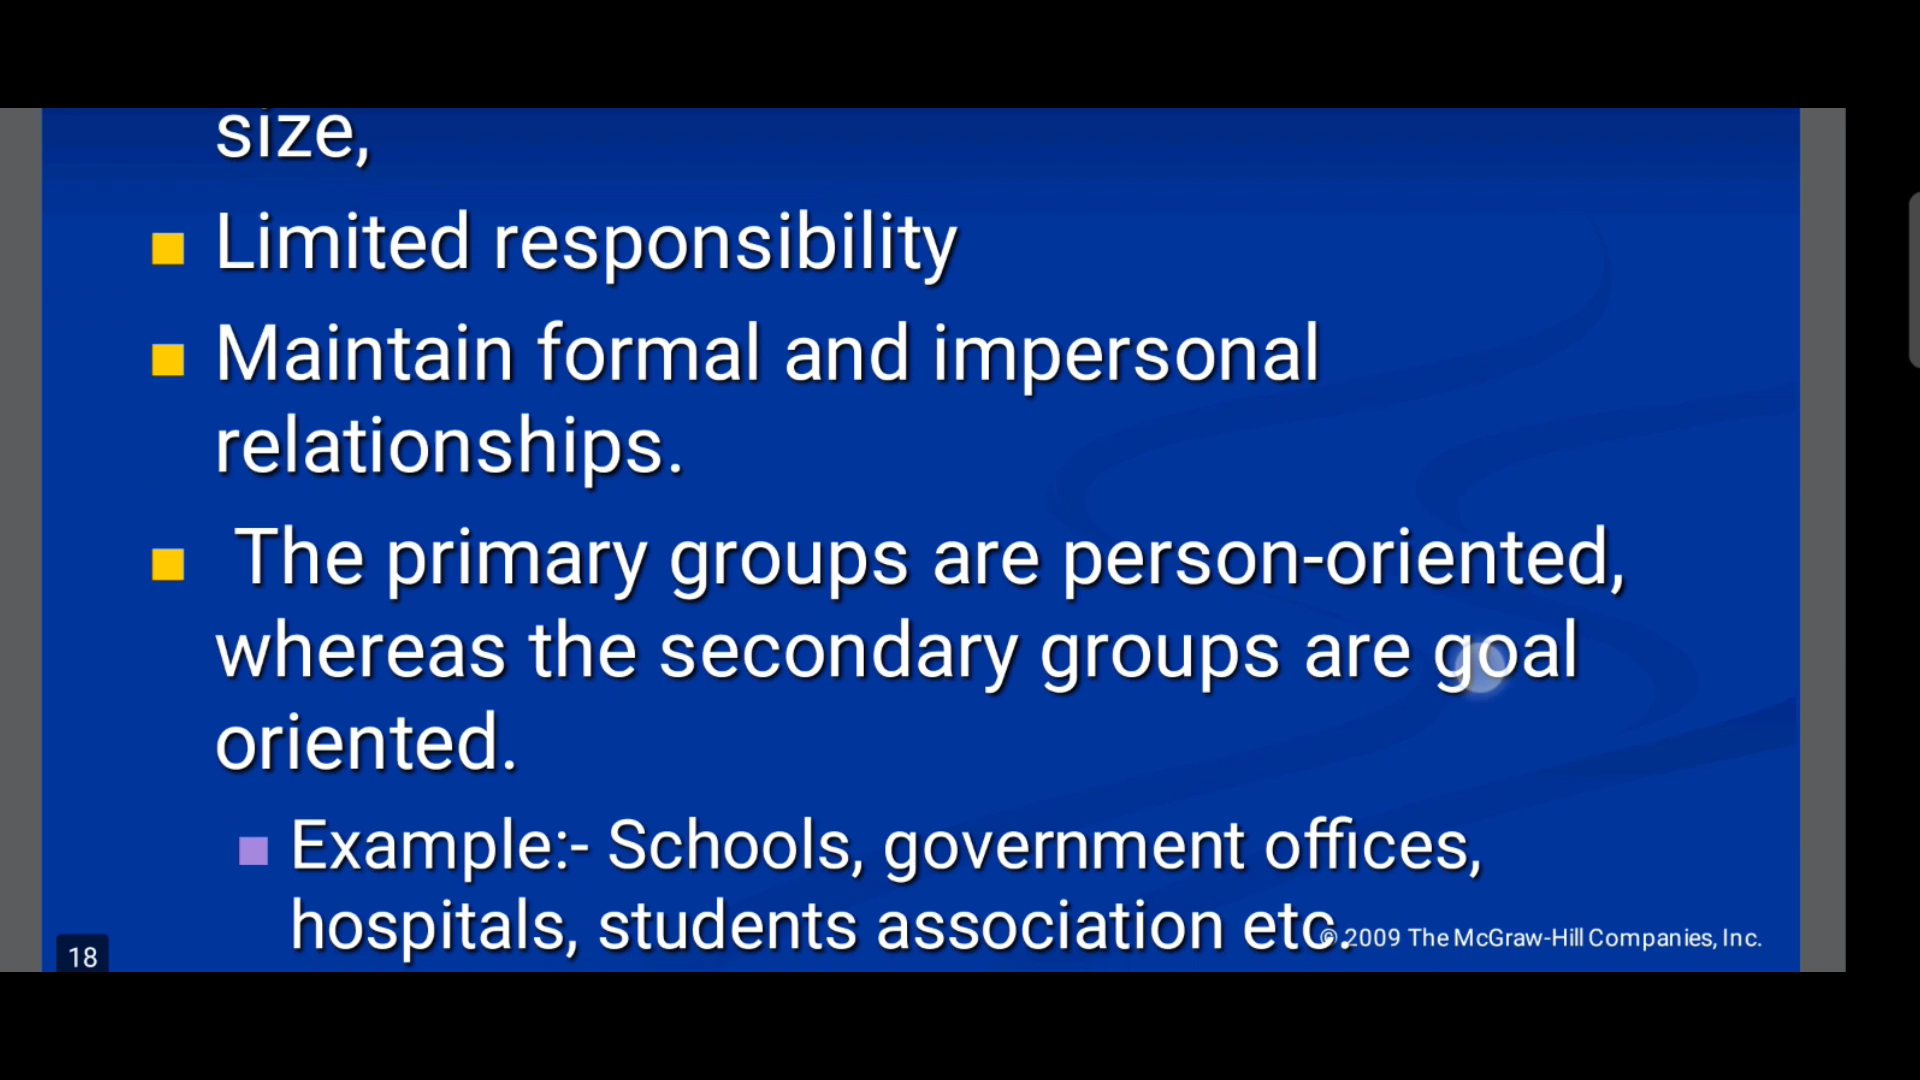 size,
Limited responsibility
Maintain formal and impersonal
relationships.
The primary groups are person-oriented,
whereas the secondary groups are goal
oriented.
Example:- Schools, government offices,
hospitals, students association etc.
© 2009 The McGraw-Hill Companies, Inc.
18